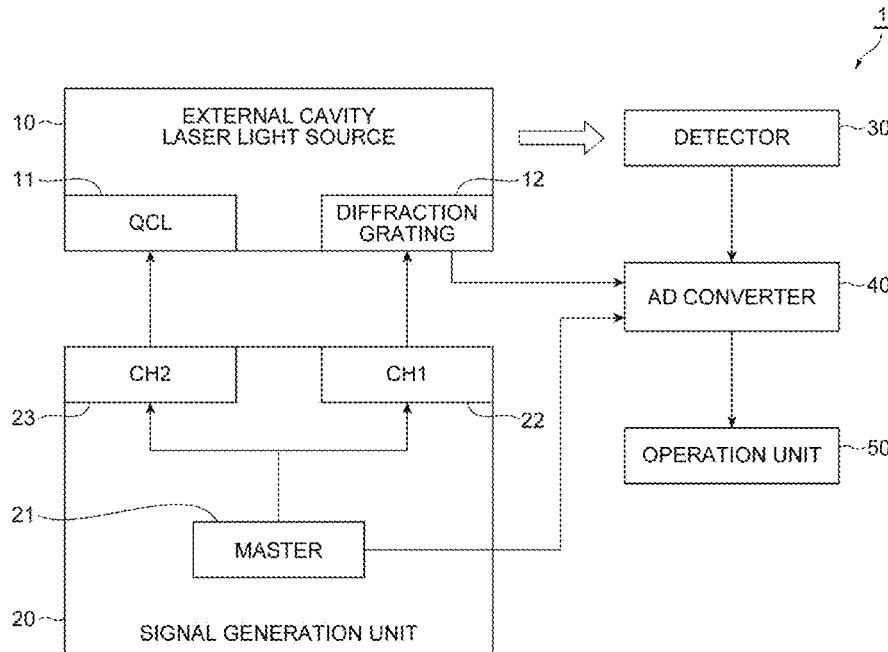 1
10
EXTERNAL CAVITY
LASER LIGHT SOURCE
11
12
QCL
DIFFRACTION
GRATING
DETECTOR
30
AD CONVERTER
40
CH2
CH1
23
22
OPERATION UNIT
50
21
MASTER
20
SIGNAL GENERATION UNIT